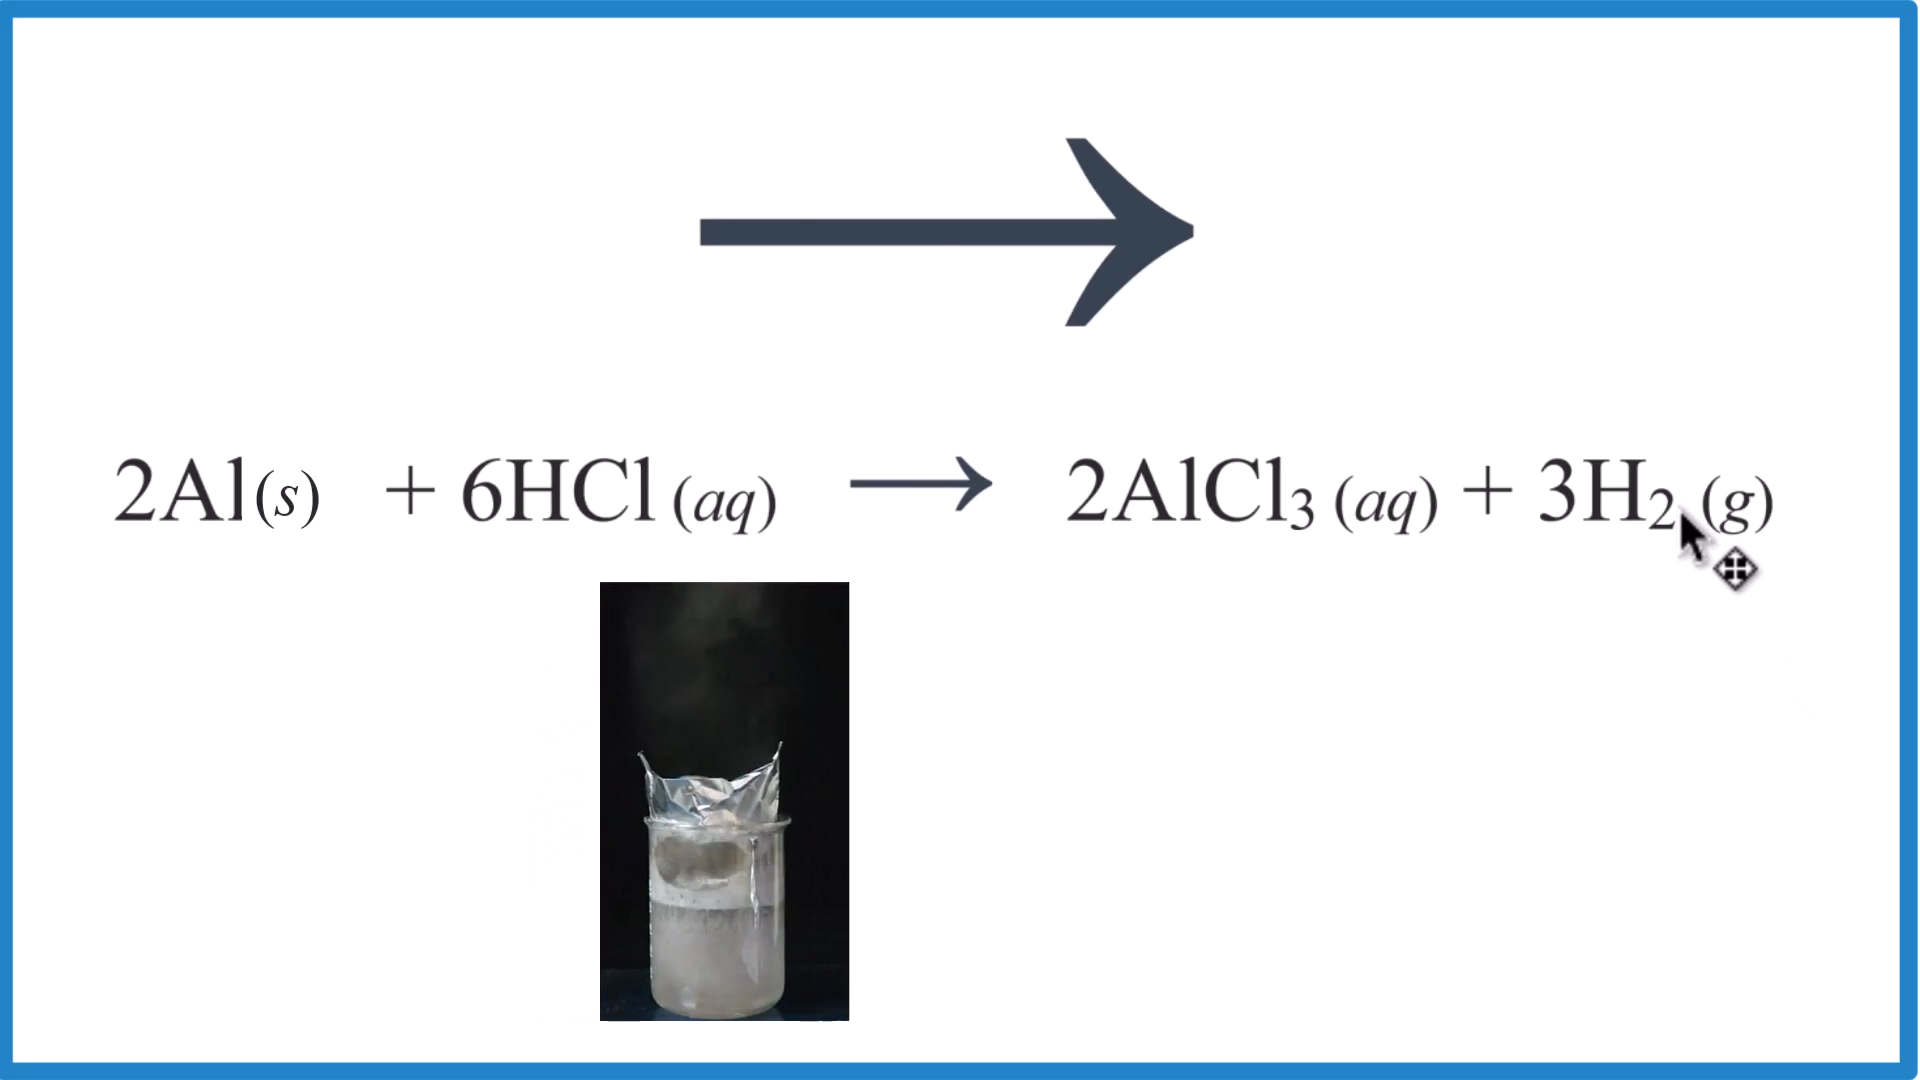 2Al(s) + 6HCl (aq) → 2AlCl₃ (aq) + 3H₂ (g)